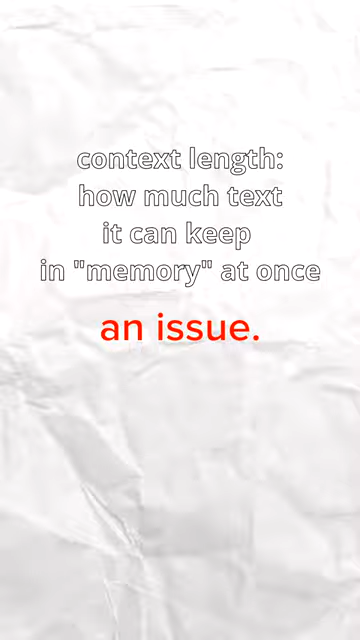 context length:
how much text
it can keep
in "memory" at once
an issue.